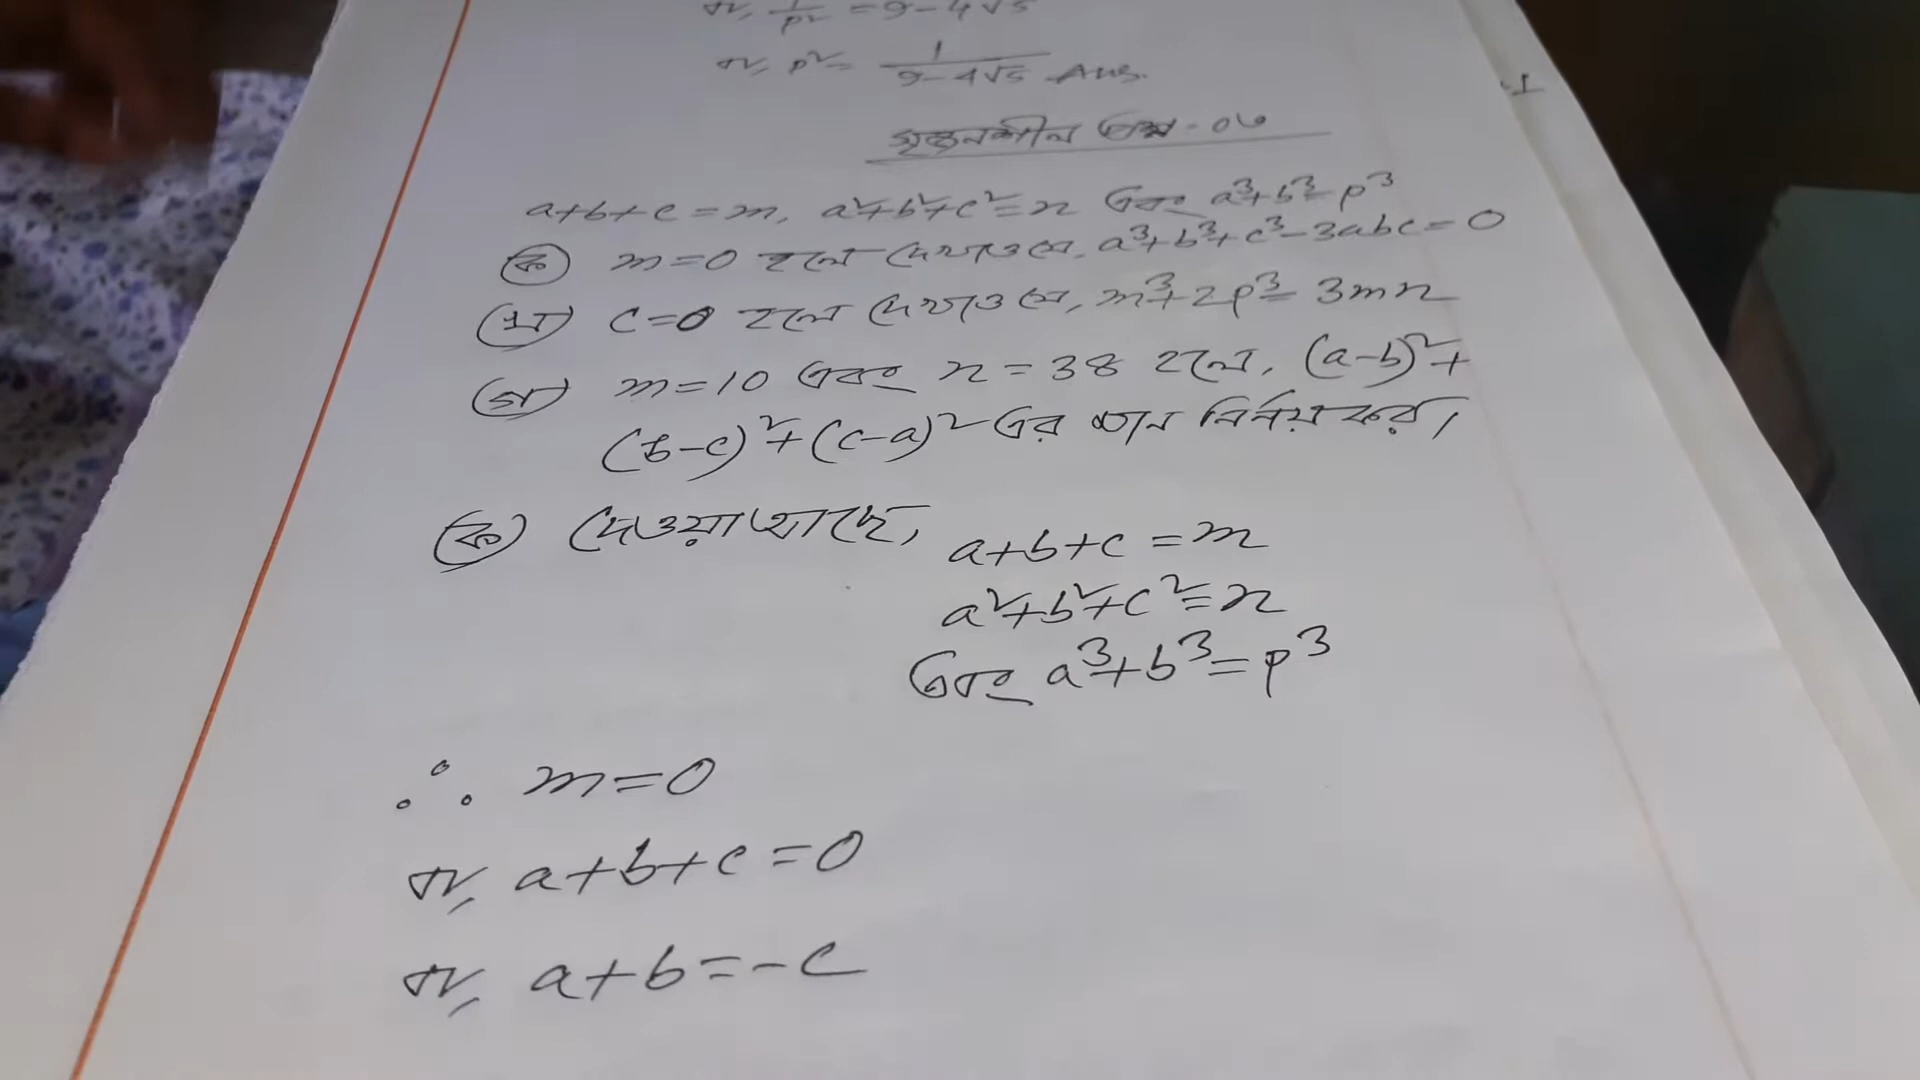 বা, 1/p² = 9-4√5
বা, p² = 1/(9-4√5) Ans.
সৃজনশীল প্রশ্ন-০৬
a+b+c=m, a²+b²+c²=n এবং a³+b³=p³
(ক) m=0 হলে দেখাও যে, a³+b³+c³-3abc=0
(খ) c=0 হলে দেখাও যে, m³+2p³=3mn
(গ) m=10 এবং n=38 হলে, (a-b)²+
(b-c)²+(c-a)² এর মান নির্নয় কর।
(ক) দেওয়া আছে, a+b+c=m
a²+b²+c²=n
এবং a³+b³=p³
∴ m=0
বা, a+b+c=0
বা, a+b=-c